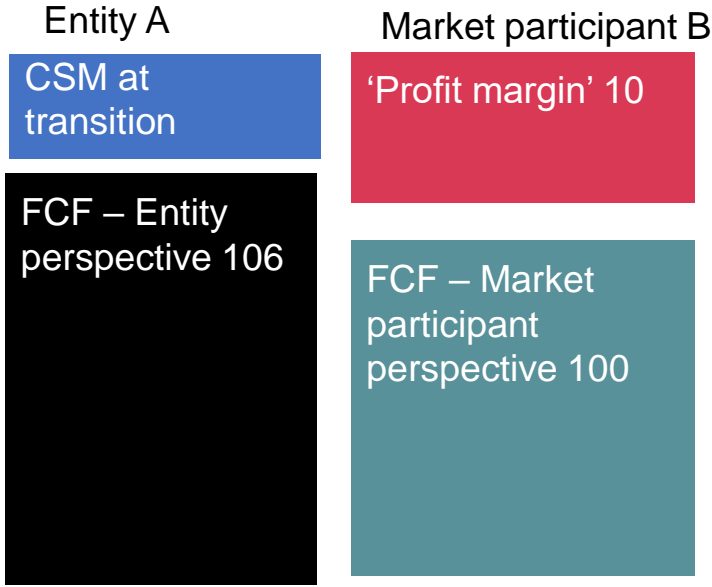 Entity A
Market participant B
CSM at
transition
‘Profit margin’ 10
FCF – Entity
perspective 106
FCF – Market
participant
perspective 100